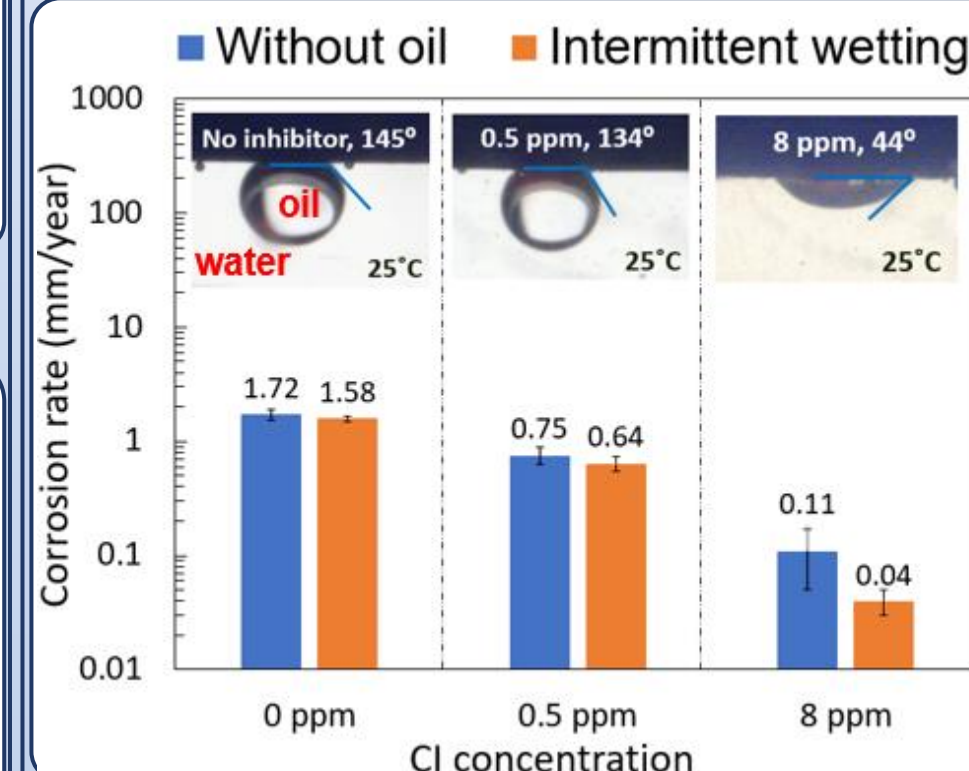 Without oil Intermittent wetting
1000
100
10
1
0.1
0.01
Corrosion rate (mm/year)
No inhibitor, 145°
oil
water
25°C
0.5 ppm, 134°
25°C
8 ppm, 44°
25°C
1.72 1.58
0.75 0.64
0.11
0.04
0 ppm 0.5 ppm 8 ppm
CI concentration